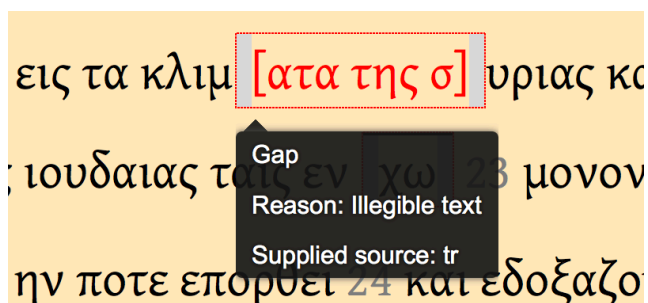 εις τα κλιμ[ατα της σ]υριας κα
ς ιουδαιας ταις εν χω 23 μονον
Gap
Reason: Illegible text
Supplied source: tr
ην ποτε επορθει 24 και εδοξαζο